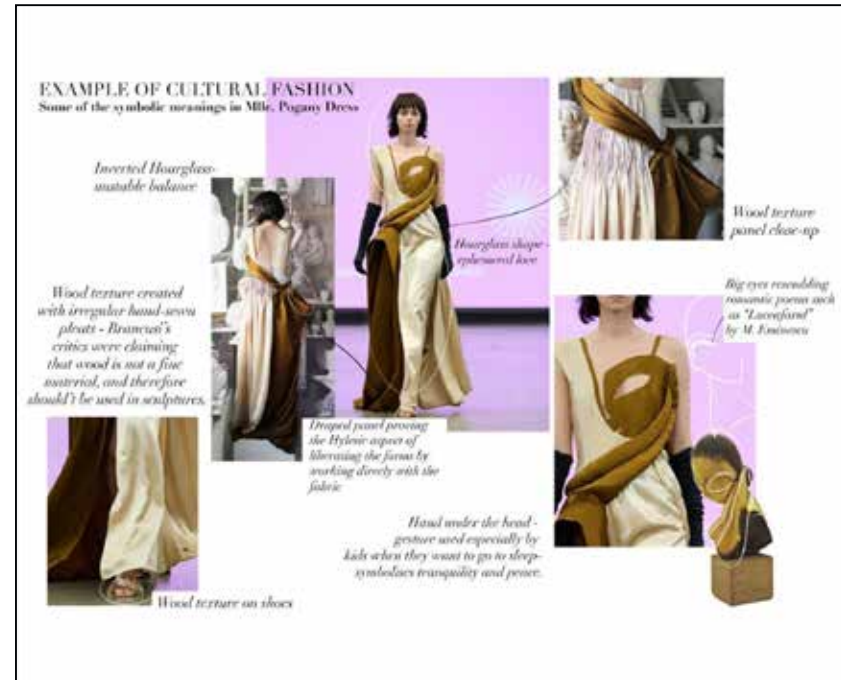 EXAMPLE OF CULTURAL FASHION
Some of the symbolic meanings in Mlle. Pogany Dress
Inverted Hourglass-
unstable balance
Wood texture created
with irregular hand-sewn
pleats - Brancusi's
critics were claiming
that wood is not a fine
material, and therefore
should't be used in sculptures.
Hourglass shape -
ephemeral love
Wood texture
panel close-up
Big eyes resembling
romantic poems such
as "Luceafarul"
by M. Eminescu
Draped panel proving
the Hyletic aspect of
liberating the forms by
working directly with the
fabric
Hand under the head -
gesture used especially by
kids when they want to go to sleep-
symbolises tranquility and peace.
Wood texture on shoes